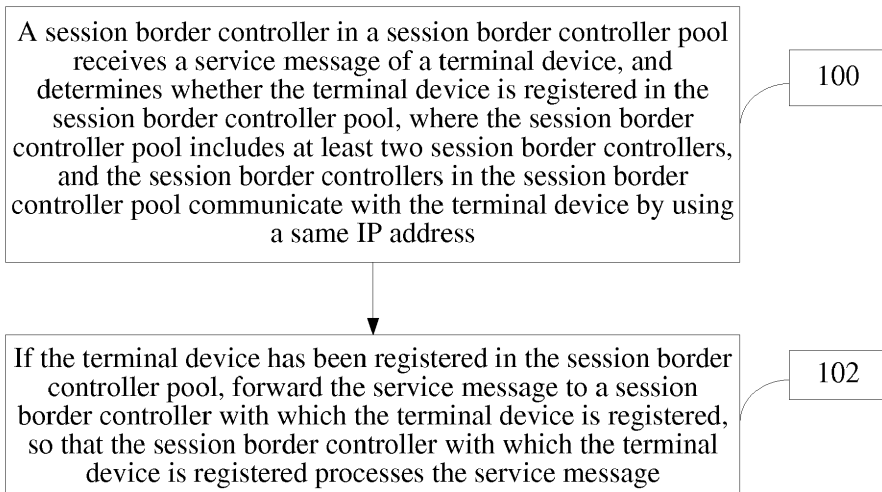 A session border controller in a session border controller pool
receives a service message of a terminal device, and
determines whether the terminal device is registered in the
session border controller pool, where the session border
controller pool includes at least two session border controllers,
and the session border controllers in the session border
controller pool communicate with the terminal device by using
a same IP address
100
If the terminal device has been registered in the session border
controller pool, forward the service message to a session
border controller with which the terminal device is registered,
so that the session border controller with which the terminal
device is registered processes the service message
102